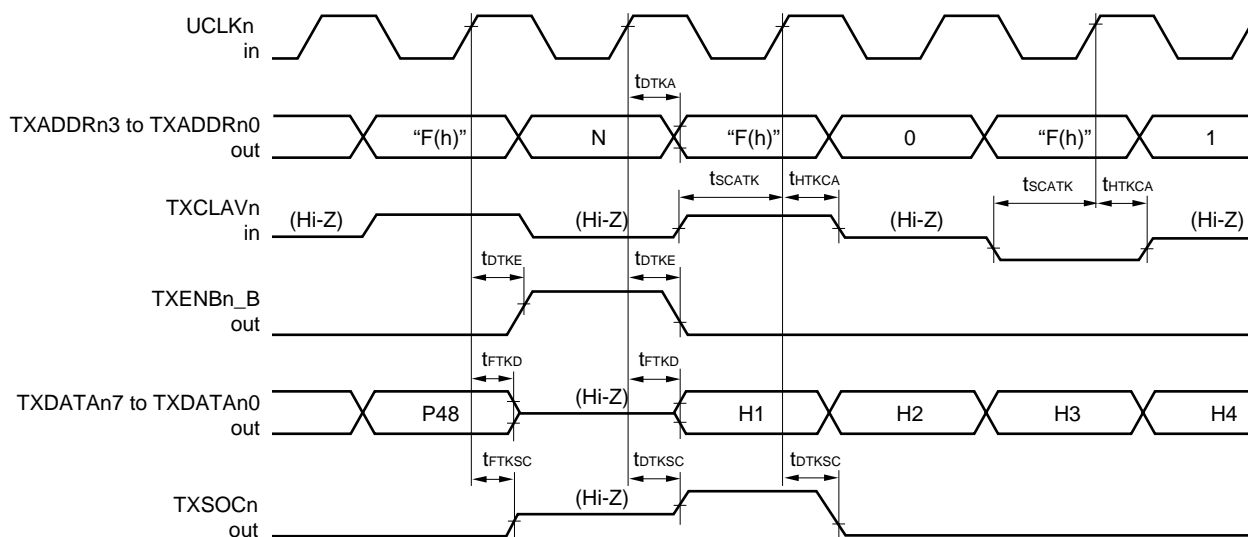 UCLKn
in
tDTKA
TXADDRn3 to TXADDRn0
out
“F(h)” N “F(h)” 0 “F(h)” 1
tSCATK tHTKCA tSCATK tHTKCA
TXCLAVn
in
(Hi-Z) (Hi-Z) (Hi-Z) (Hi-Z)
tDTKE tDTKE
TXENBn_B
out
tFTKD tFTKD
TXDATAn7 to TXDATAn0
out
P48 (Hi-Z) H1 H2 H3 H4
tFTKSC tDTKSC tDTKSC
TXSOCn
out
(Hi-Z)